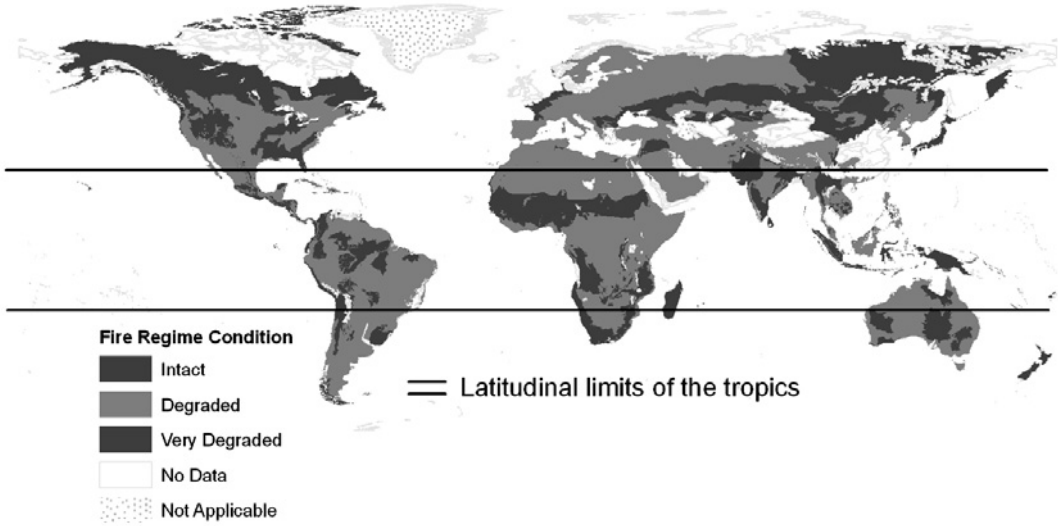 Fire Regime Condition
Intact
Degraded
Very Degraded
No Data
Not Applicable
Latitudinal limits of the tropics